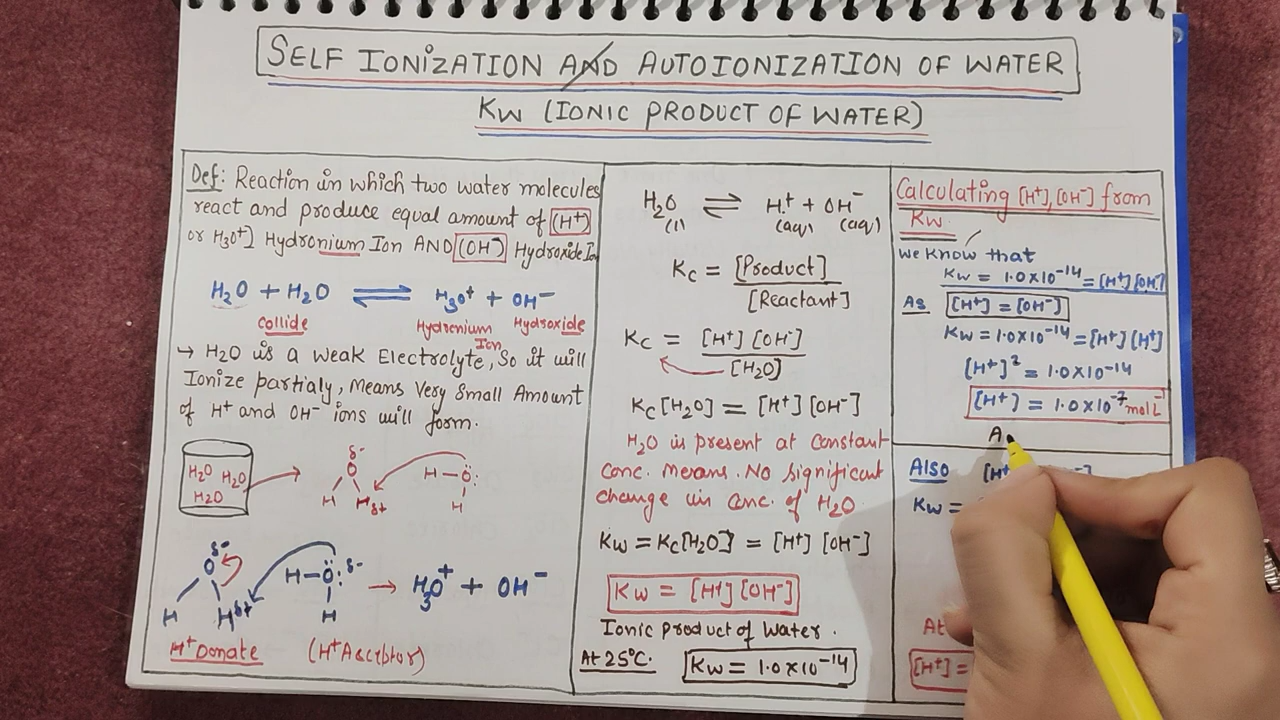 SELF IONIZATION AND AUTOIONIZATION OF WATER
KW (IONIC PRODUCT OF WATER)
Def: Reaction in which two water molecules
react and produce equal amount of (H⁺)
or H₃O⁺] Hydronium Ion AND (OH⁻) Hydroxide Ion
H₂O + H₂O ⇌ H₃O⁺ + OH⁻
Collide Hydronium Ion Hydroxide
→ H₂O is a weak Electrolyte, So it will
Ionize partialy, Means Very Small Amount
of H⁺ and OH⁻ ions will form.
H₂O H₂O
H₂O
→
δ-
O
H H δ+
H-O:
H
δ-
O
H H δ+
H-O: δ-
H
→ H₃O⁺ + OH⁻
H⁺ Donate (H⁺ Acceptor)
H₂O ⇌ H⁺ + OH⁻
(l) (aq) (aq)
Kc = [Product]
[Reactant]
Kc = [H⁺] [OH⁻]
[H₂O]
Kc[H₂O] = [H⁺] [OH⁻]
H₂O is present at Constant
Conc. Means. No significant
change in Conc. of H₂O.
Kw = Kc[H₂O] = [H⁺] [OH⁻]
Kw = [H⁺] [OH⁻]
Ionic product of Water.
At 25°C. Kw = 1.0×10⁻¹⁴
Calculating [H⁺], [OH⁻] from
Kw.
We know that
Kw = 1.0×10⁻¹⁴ = [H⁺] [OH⁻]
As [H⁺] = [OH⁻]
Kw = 1.0×10⁻¹⁴ = [H⁺] [H⁺]
[H⁺]² = 1.0×10⁻¹⁴
[H⁺] = 1.0×10⁻⁷ mol L⁻¹
A
Also
Kw =
At
[H⁺] =